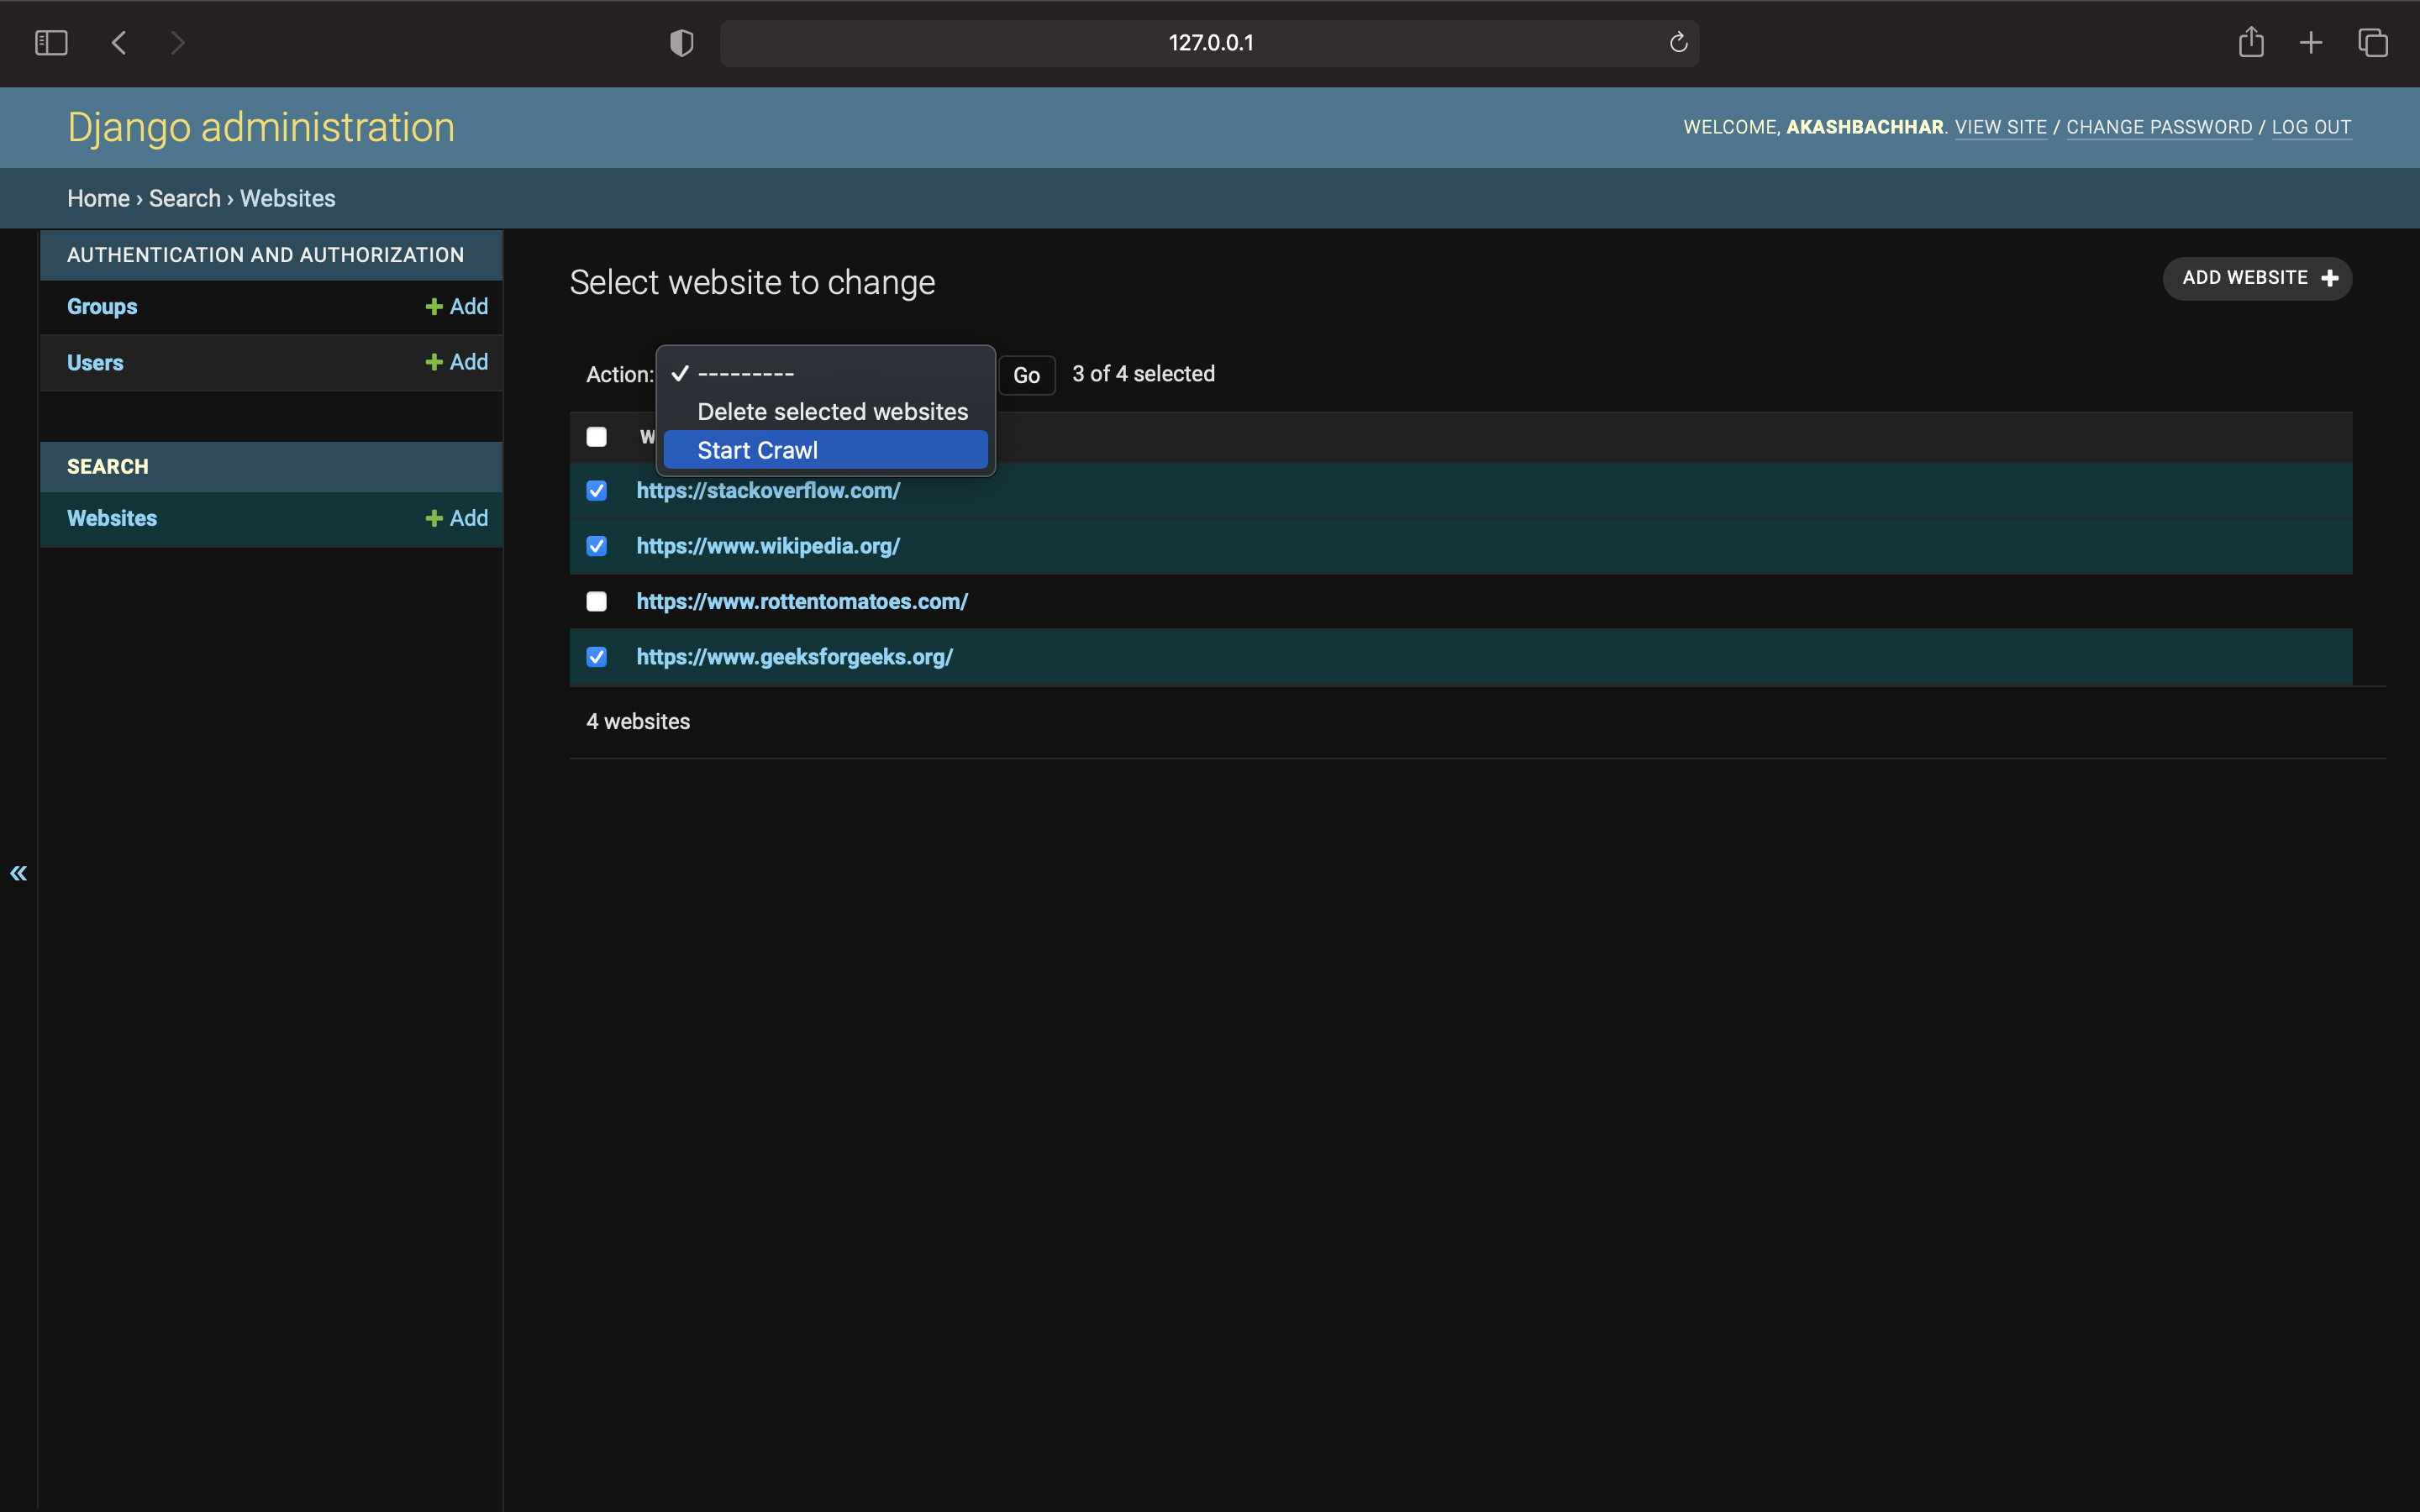 127.0.0.1
Django administration
WELCOME, AKASHBACHHAR. VIEW SITE / CHANGE PASSWORD / LOG OUT
Home › Search › Websites
AUTHENTICATION AND AUTHORIZATION
Groups + Add
Users + Add
SEARCH
Websites + Add
«
Select website to change
ADD WEBSITE +
Action: ✓ --------- Go 3 of 4 selected
Delete selected websites
Start Crawl
https://stackoverflow.com/
https://www.wikipedia.org/
https://www.rottentomatoes.com/
https://www.geeksforgeeks.org/
4 websites